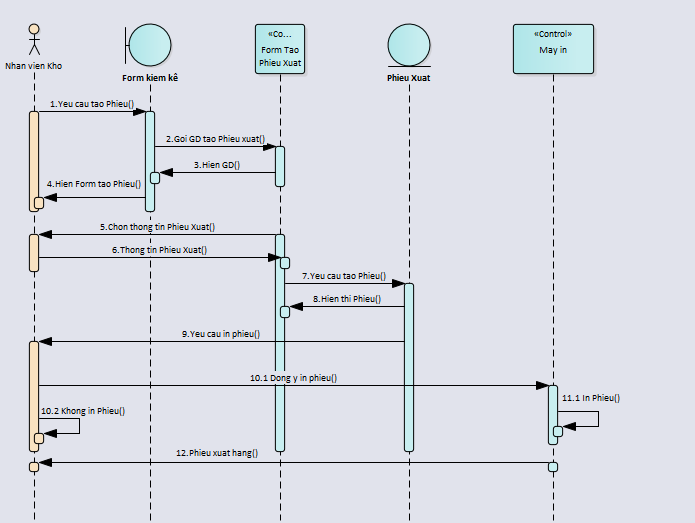 Nhan vien Kho
Form kiem kê
«Co...
Form Tao
Phieu Xuat
Phieu Xuat
«Control»
May in
1.Yeu cau tao Phieu()
2.Goi GD tao Phieu xuat()
3.Hien GD()
4.Hien Form tao Phieu()
5.Chon thong tin Phieu Xuat()
6.Thong tin Phieu Xuat()
7.Yeu cau tao Phieu()
8.Hien thi Phieu()
9.Yeu cau in phieu()
10.1 Dong y in phieu()
11.1 In Phieu()
10.2 Khong in Phieu()
12.Phieu xuat hang()